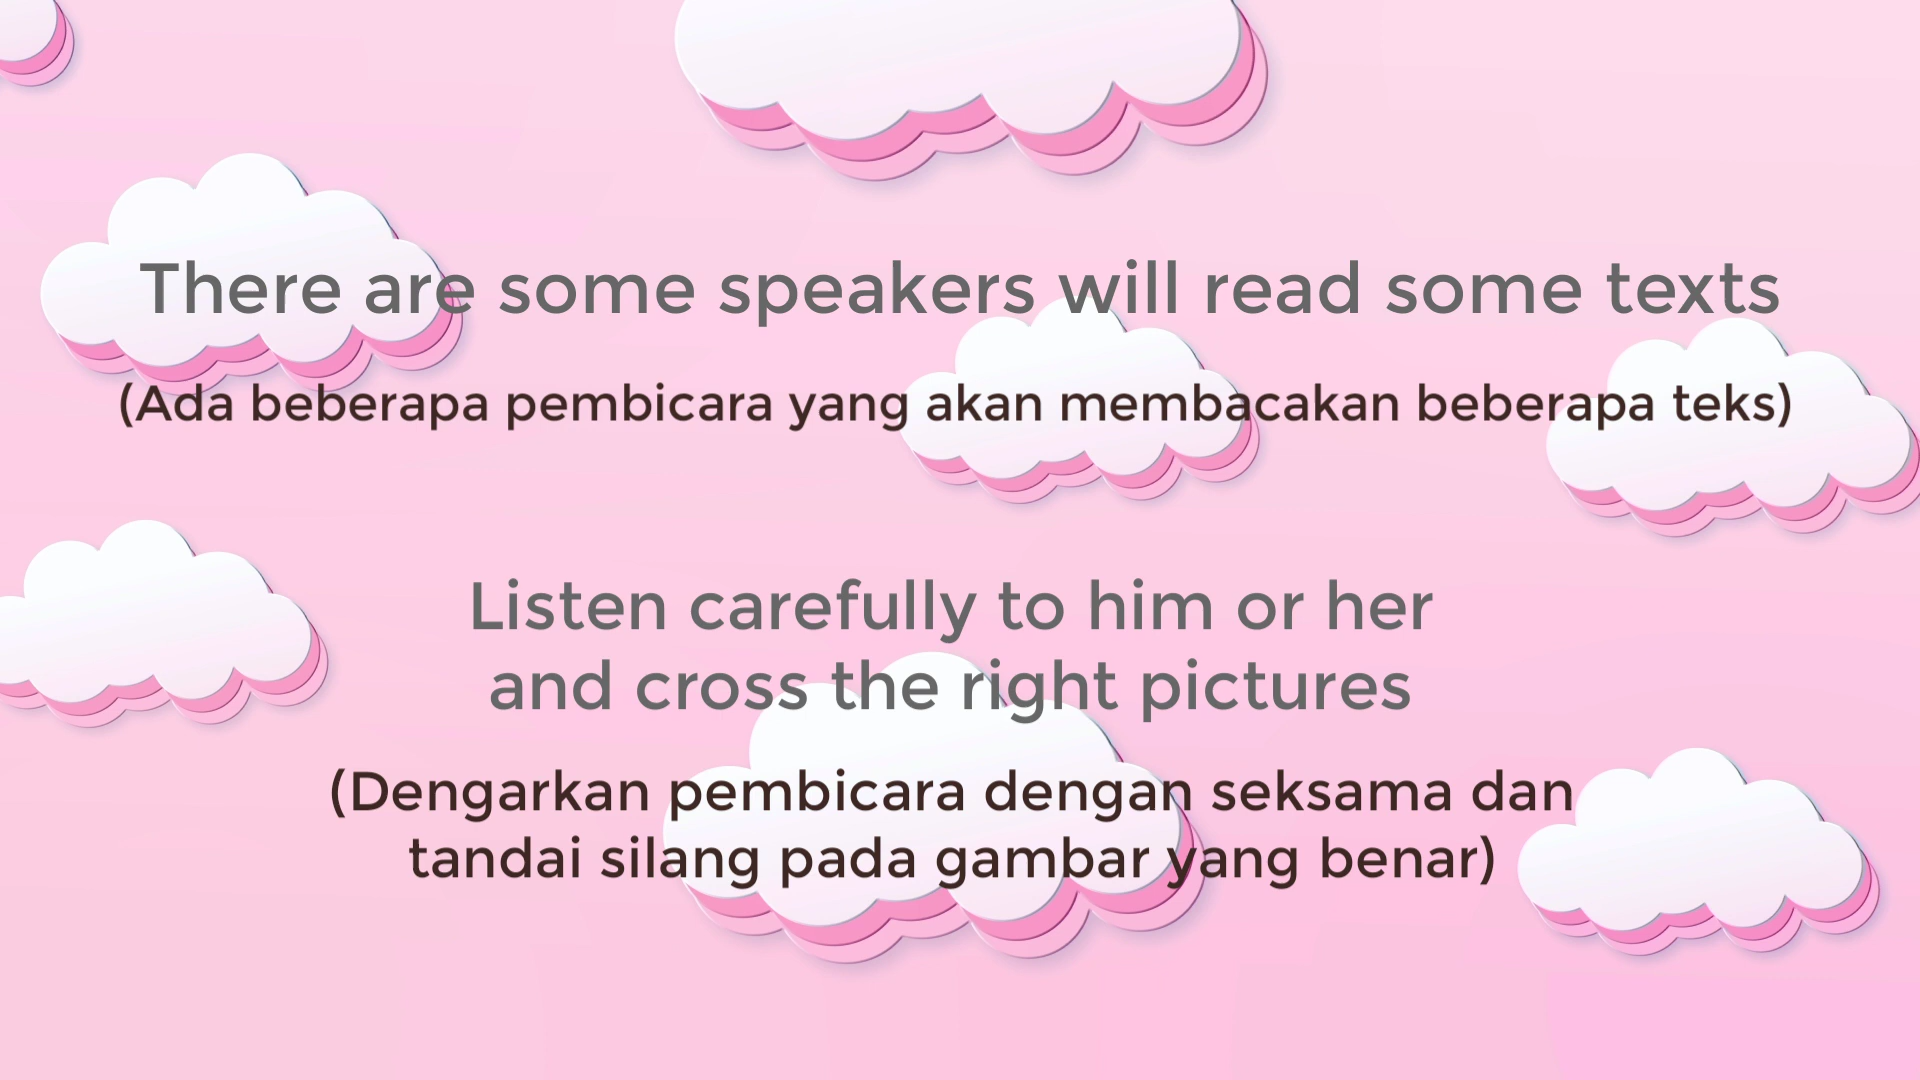 There are some speakers will read some texts
(Ada beberapa pembicara yang akan membacakan beberapa teks)
Listen carefully to him or her
and cross the right pictures
(Dengarkan pembicara dengan seksama dan
tandai silang pada gambar yang benar)